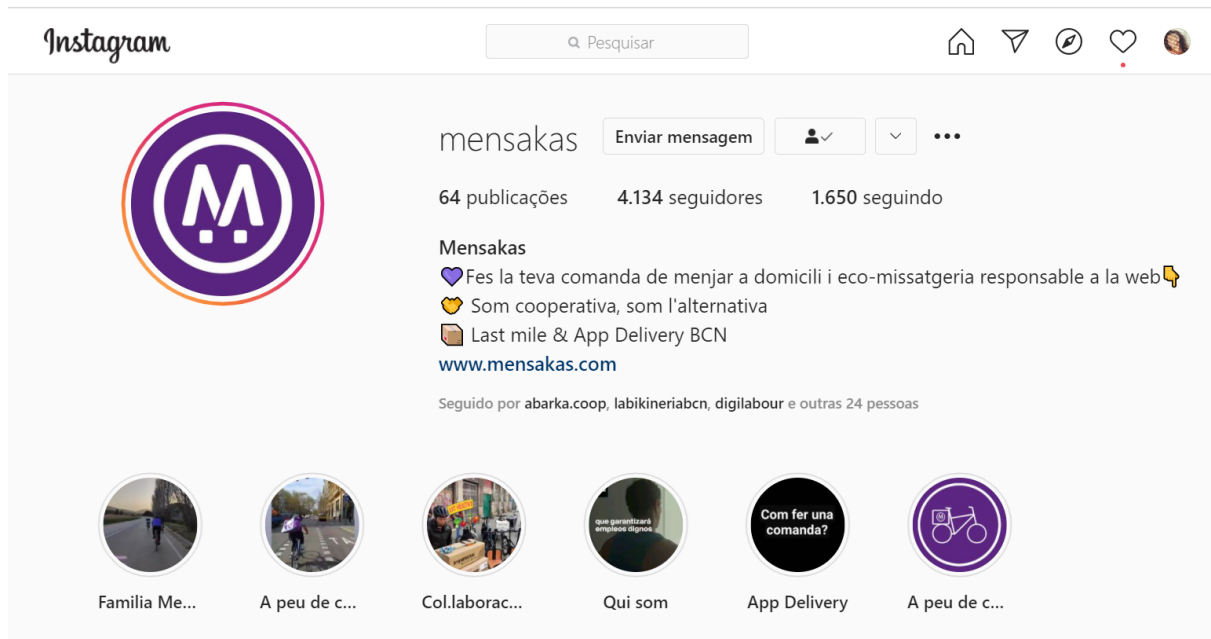 Instagram
Pesquisar
M
mensakas
Enviar mensagem
64 publicações 4.134 seguidores 1.650 seguindo
Mensakas
💜Fes la teva comanda de menjar a domicili i eco-missatgeria responsable a la web👇
🤝 Som cooperativa, som l'alternativa
📦 Last mile & App Delivery BCN
www.mensakas.com
Seguido por abarka.coop, labikineriabcn, digilabour e outras 24 pessoas
que garantizará
empleos dignos
Com fer una
comanda?
M
Familia Me... A peu de c... Col.laborac... Qui som App Delivery A peu de c...